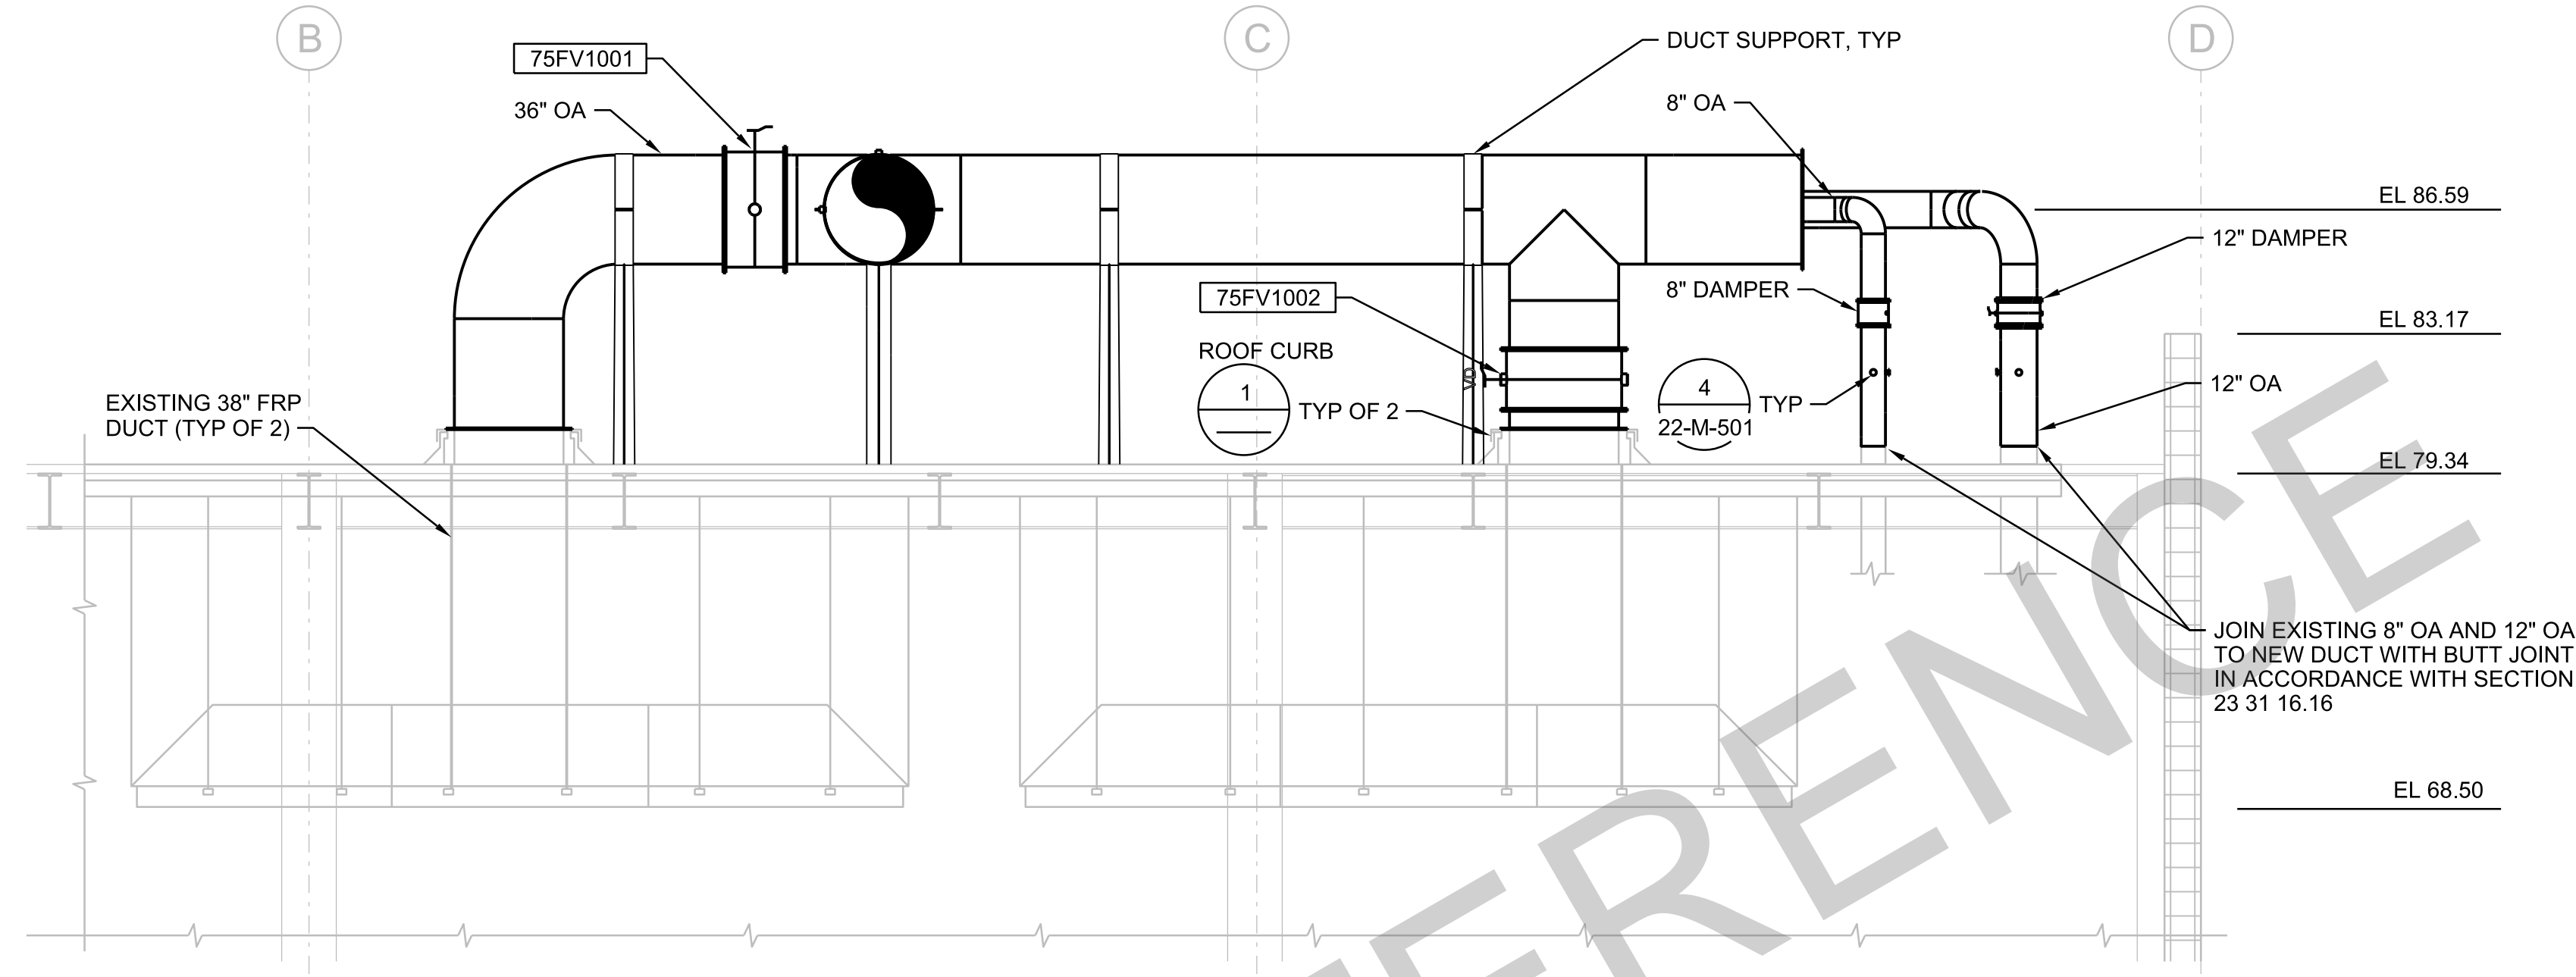 B
C
D
75FV1001
36" OA
DUCT SUPPORT, TYP
8" OA
EL 86.59
12" DAMPER
75FV1002
8" DAMPER
EL 83.17
ROOF CURB
1
TYP OF 2
VD
4
22-M-501
TYP
12" OA
EXISTING 38" FRP
DUCT (TYP OF 2)
EL 79.34
JOIN EXISTING 8" OA AND 12" OA
TO NEW DUCT WITH BUTT JOINT
IN ACCORDANCE WITH SECTION
23 31 16.16
EL 68.50
ERENCE